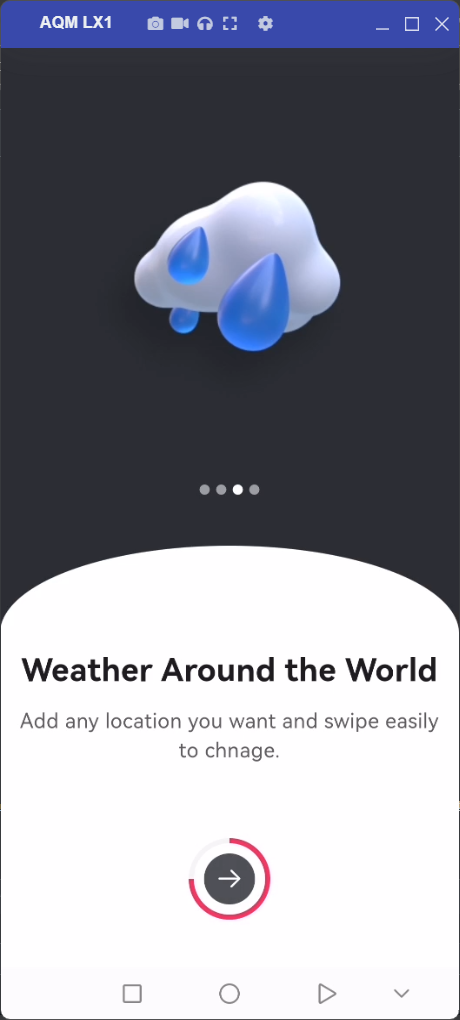 AQM LX1
Weather Around the World
Add any location you want and swipe easily
to chnage.